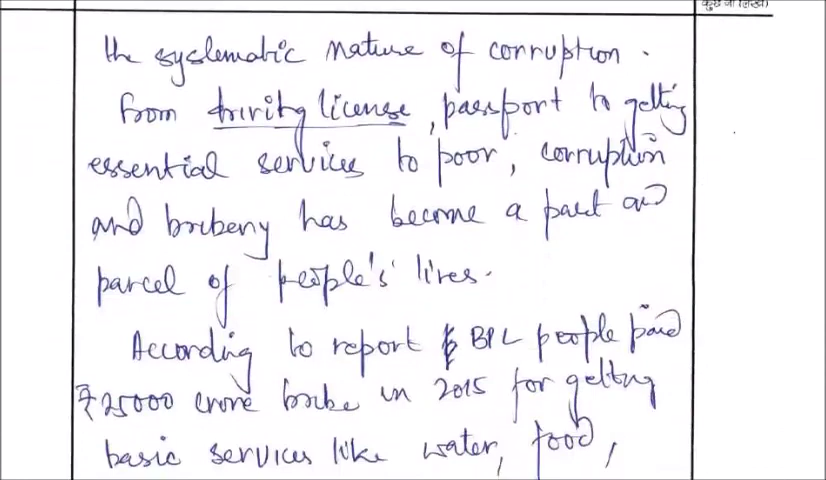 कुछ ना लिखें)
the systematic nature of corruption.
From driving license, passport to getting
essential services to poor, corruption
and bribery has become a part and
parcel of people's lives.
According to report BPL people paid
₹25000 crore bribe in 2015 for getting
basic services like water, food,